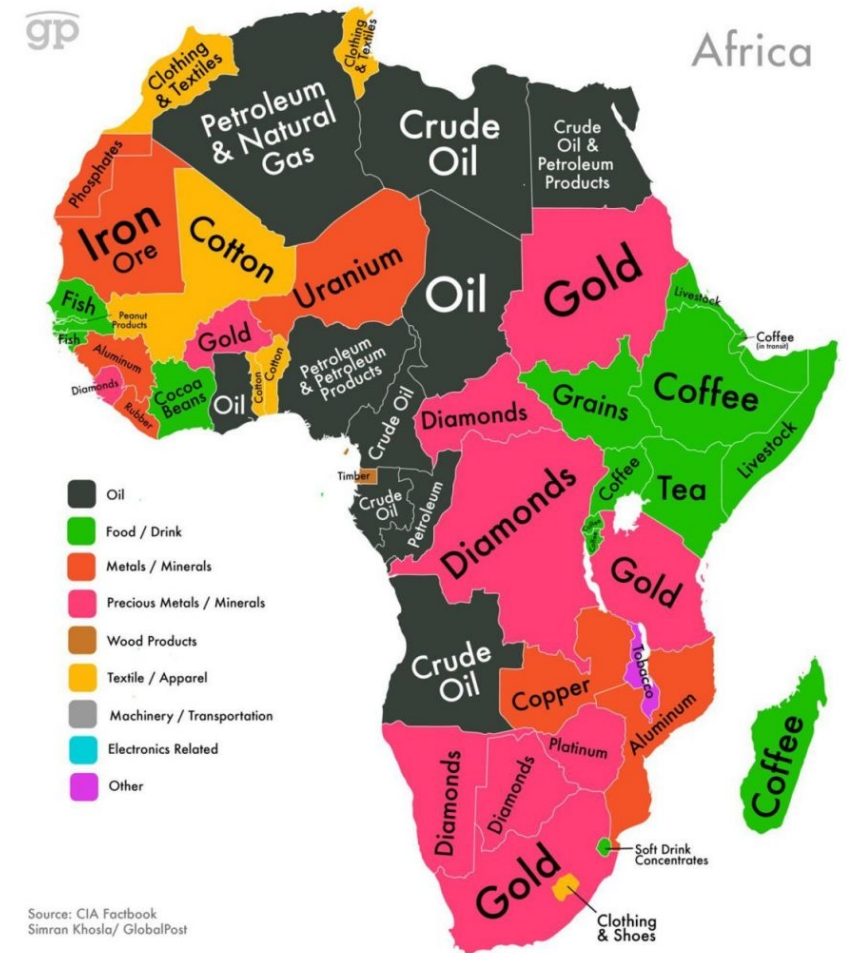 gp
Africa
Clothing
& Textiles
Clothing
& Textiles
Petroleum
& Natural
Gas
Crude
Oil
Crude
Oil &
Petroleum
Products
Phosphates
Iron
Ore
Cotton
Uranium
Oil
Gold
Livestock
Fish
Peanut
Products
Fish
Gold
Coffee
(in transit)
Aluminum
Diamonds
Rubber
Cocoa
Beans
Oil
Cotton
Cotton
Petroleum
& Petroleum
Products
Crude Oil
Diamonds
Grains
Coffee
Livestock
Timber
Crude
Oil
Petroleum
Diamonds
Coffee
Tea
Coffee
Coffee
Gold
Oil
Food / Drink
Metals / Minerals
Precious Metals / Minerals
Wood Products
Textile / Apparel
Machinery / Transportation
Electronics Related
Other
Crude
Oil
Copper
Tobacco
Aluminum
Diamonds
Diamonds
Platinum
Coffee
Gold
Soft Drink
Concentrates
Clothing
& Shoes
Source: CIA Factbook
Simran Khosla/ GlobalPost